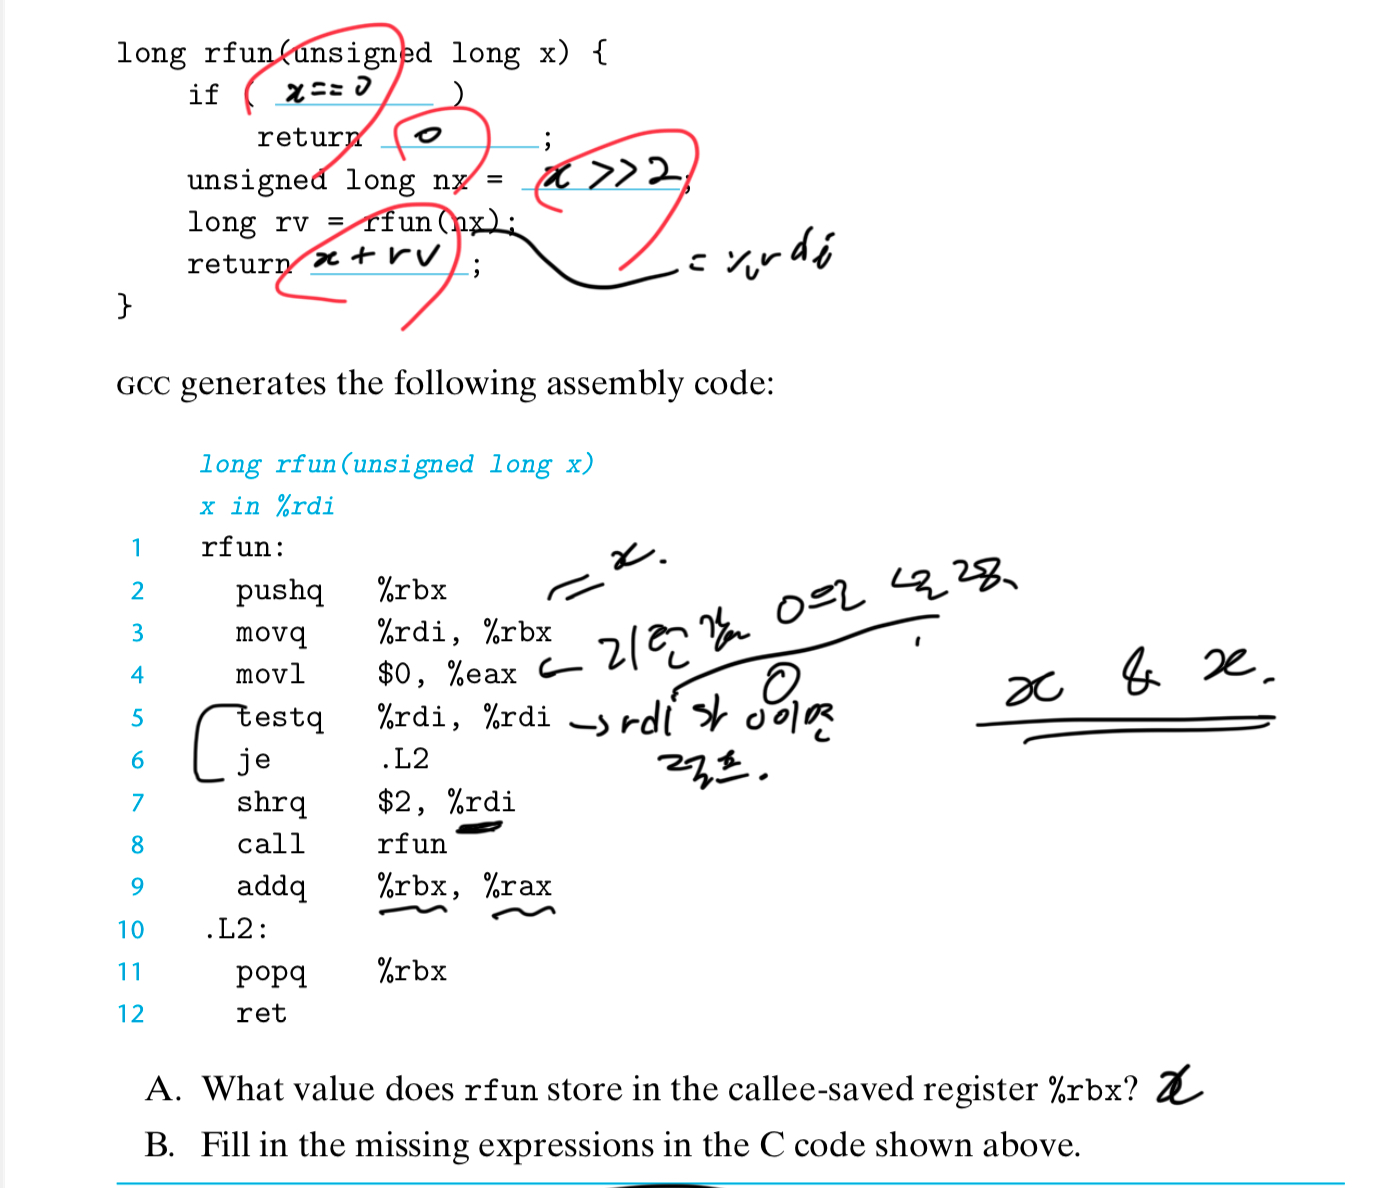 long rfun(unsigned long x) {
if ( x==0 )
return 0 ;
unsigned long nx = x >>2;
long rv = rfun(nx);
return x + rv ;
= %rdi
}
GCC generates the following assembly code:
long rfun(unsigned long x)
x in %rdi
1 rfun:
2 pushq %rbx = x.
3 movq %rdi, %rbx
4 movl $0, %eax ← 리턴 값 0으로
5 testq %rdi, %rdi → rdi 가 0이면
x & x.
6 je .L2
7 shrq $2, %rdi
8 call rfun
9 addq %rbx, %rax
10 .L2:
11 popq %rbx
12 ret
A. What value does rfun store in the callee-saved register %rbx? x
B. Fill in the missing expressions in the C code shown above.